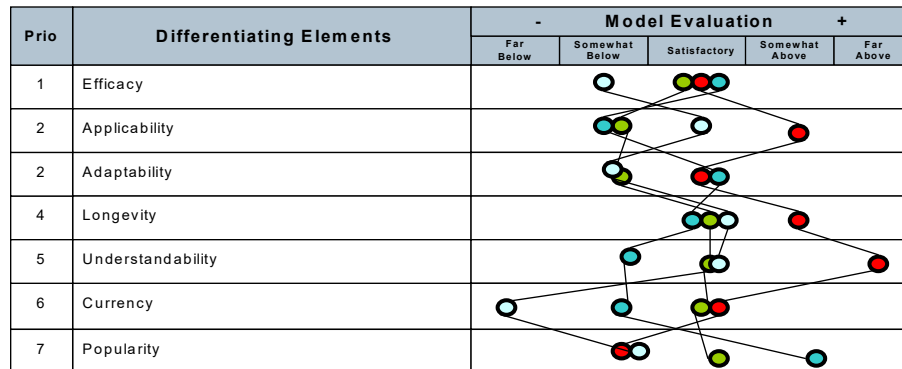 Prio
Differentiating Elements
- Model Evaluation +
Far Below
Somewhat Below
Satisfactory
Somewhat Above
Far Above
1 Efficacy
2 Applicability
2 Adaptability
4 Longevity
5 Understandability
6 Currency
7 Popularity